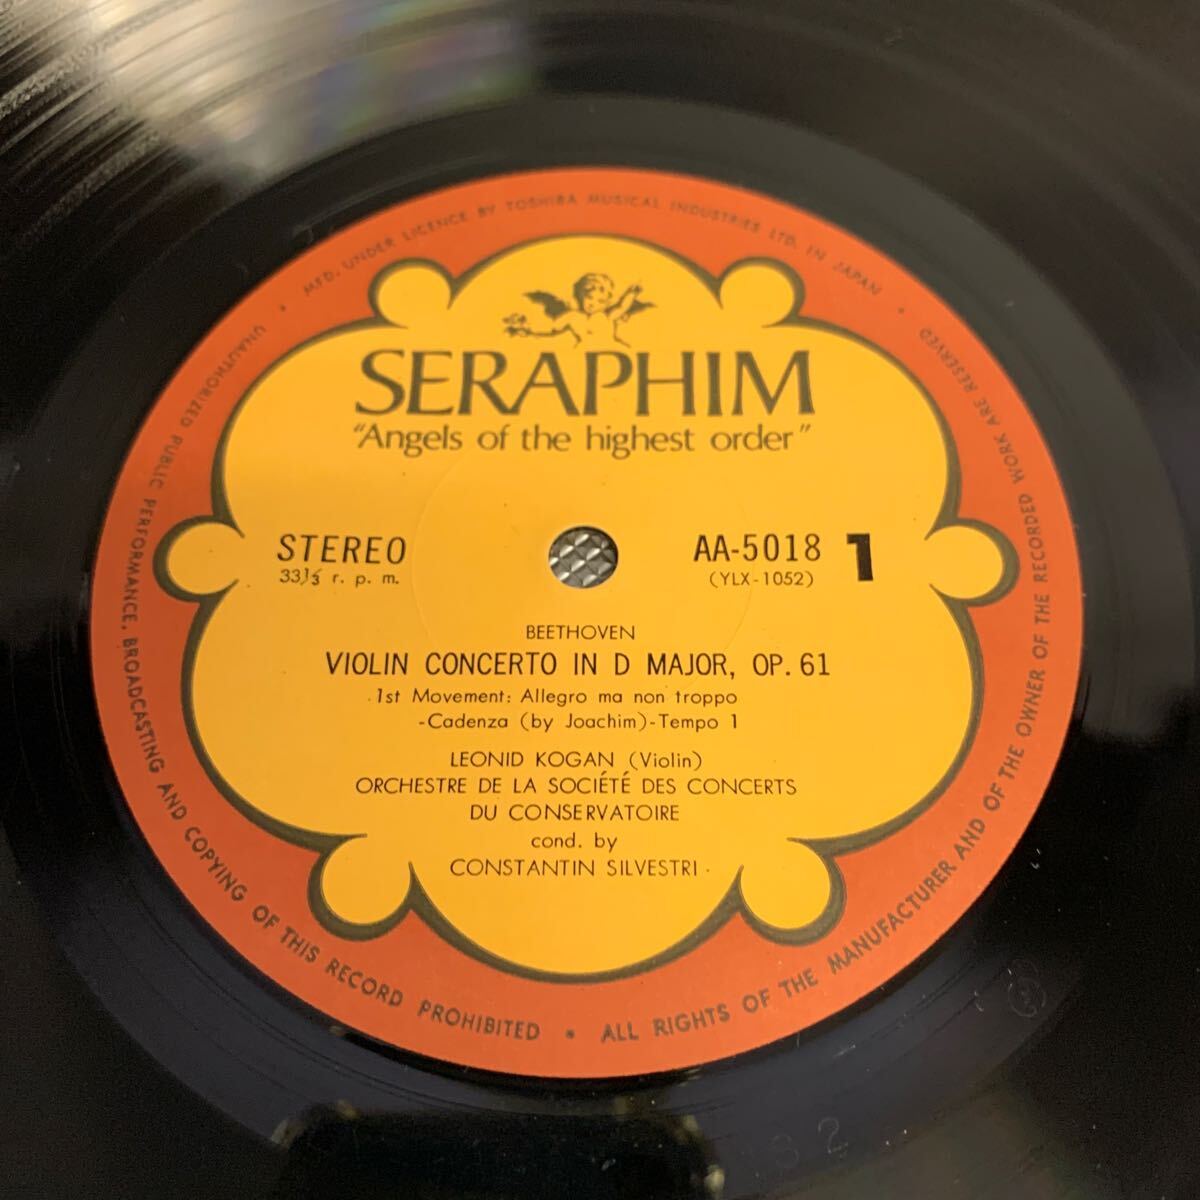 MFD. UNDER LICENCE BY TOSHIBA MUSICAL INDUSTRIES LTD. IN JAPAN
SERAPHIM
"Angels of the highest order"
STEREO
33⅓ r. p. m.
AA-5018 1
(YLX-1052)
BEETHOVEN
VIOLIN CONCERTO IN D MAJOR, OP. 61
1st Movement: Allegro ma non troppo
-Cadenza (by Joachim)-Tempo 1
LEONID KOGAN (Violin)
ORCHESTRE DE LA SOCIÉTÉ DES CONCERTS
DU CONSERVATOIRE
cond. by
CONSTANTIN SILVESTRI
UNAUTHORIZED PUBLIC PERFORMANCE, BROADCASTING AND COPYING OF THIS RECORD PROHIBITED • ALL RIGHTS OF THE MANUFACTURER AND OF THE OWNER OF THE RECORDED WORK ARE RESERVED